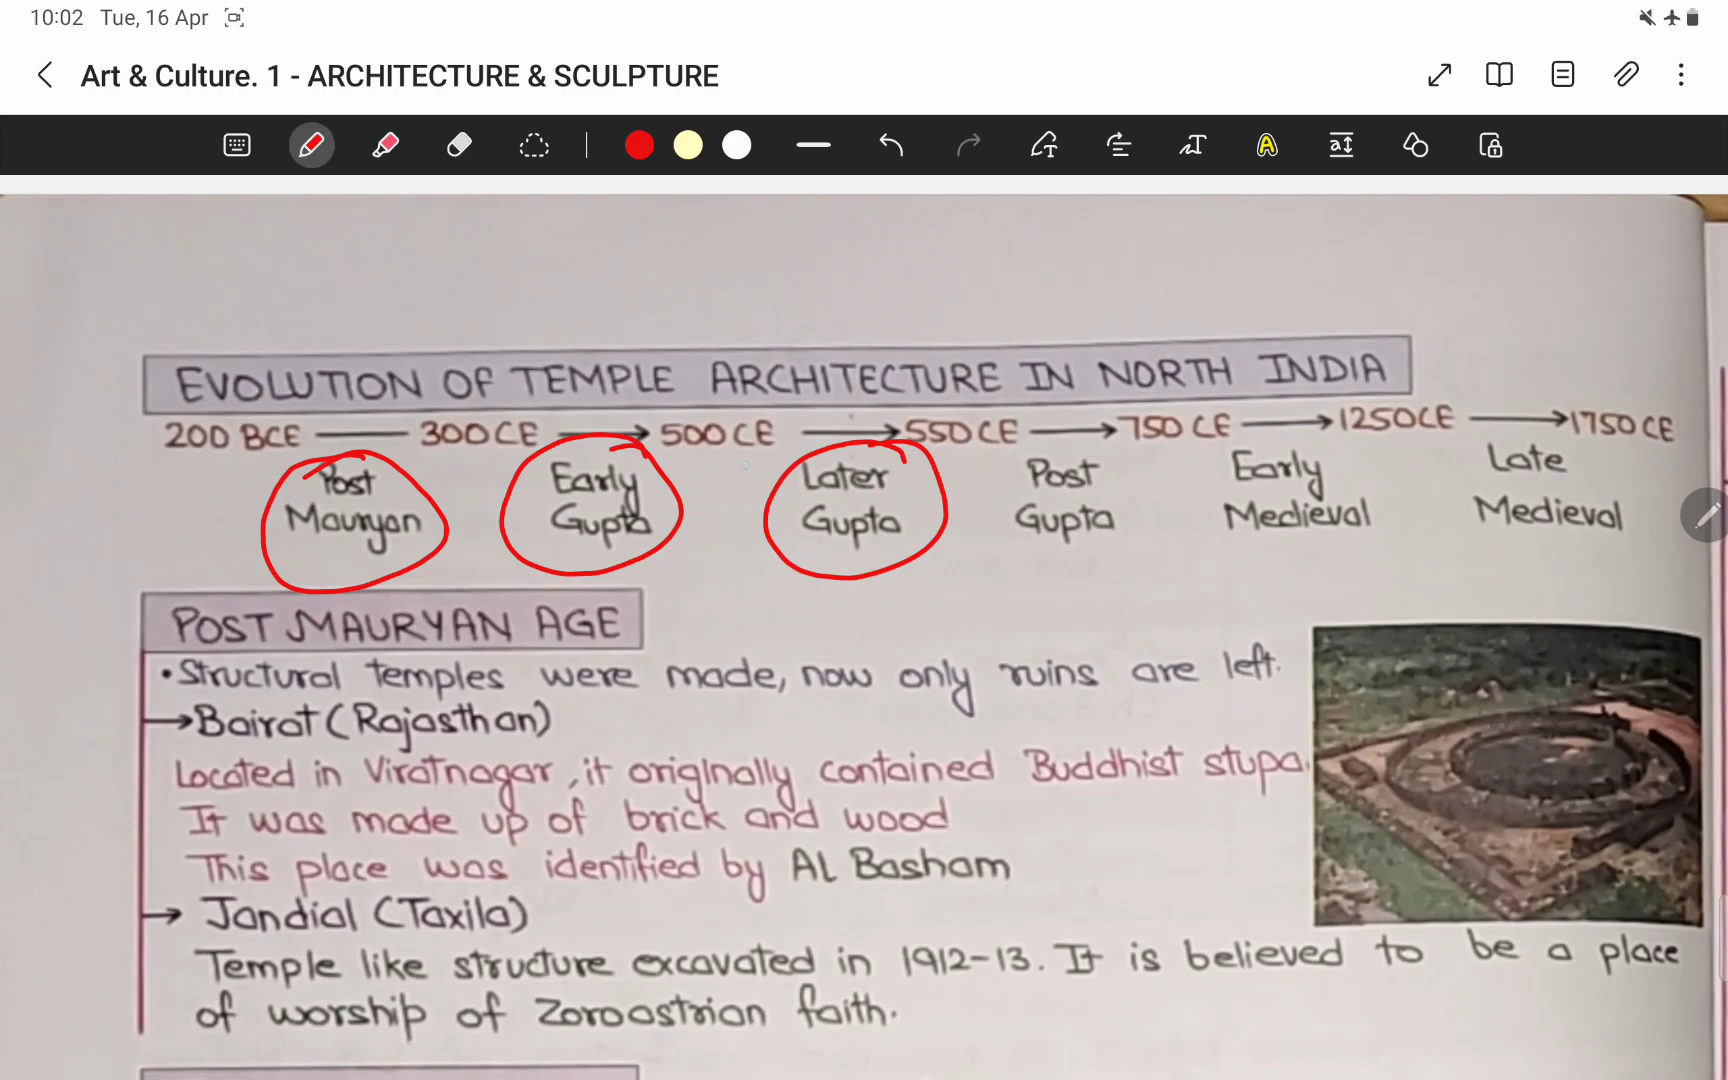 10:02 Tue, 16 Apr
Art & Culture. 1 - ARCHITECTURE & SCULPTURE
EVOLUTION OF TEMPLE ARCHITECTURE IN NORTH INDIA
200 BCE 300 CE 500 CE 550 CE 750 CE 1250 CE 1750 CE
Post Mauryan
Early Gupta
Later Gupta
Post Gupta
Early Medieval
Late Medieval
POST MAURYAN AGE
•Structural temples were made, now only ruins are left.
→Bairat (Rajasthan)
Located in Viratnagar, it originally contained Buddhist stupa.
It was made up of brick and wood
This place was identified by AL Basham
→ Jandial (Taxila)
Temple like structure excavated in 1912-13. It is believed to be a place
of worship of Zoroastrian faith.